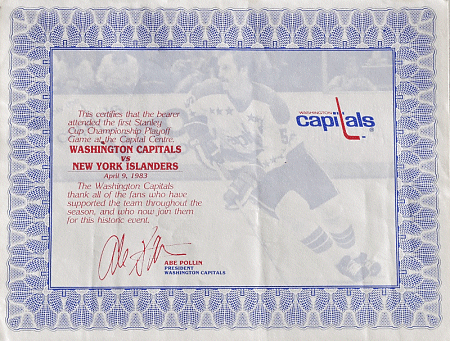 This certifies that the bearer
attended the first Stanley
Cup Championship Playoff
Game at the Capital Centre.
WASHINGTON CAPITALS
vs
NEW YORK ISLANDERS
April 9, 1983
The Washington Capitals
thank all of the fans who have
supported the team throughout the
season, and who now join them
for this historic event.
ABE POLLIN
PRESIDENT
WASHINGTON CAPITALS
WASHINGTON
capitals